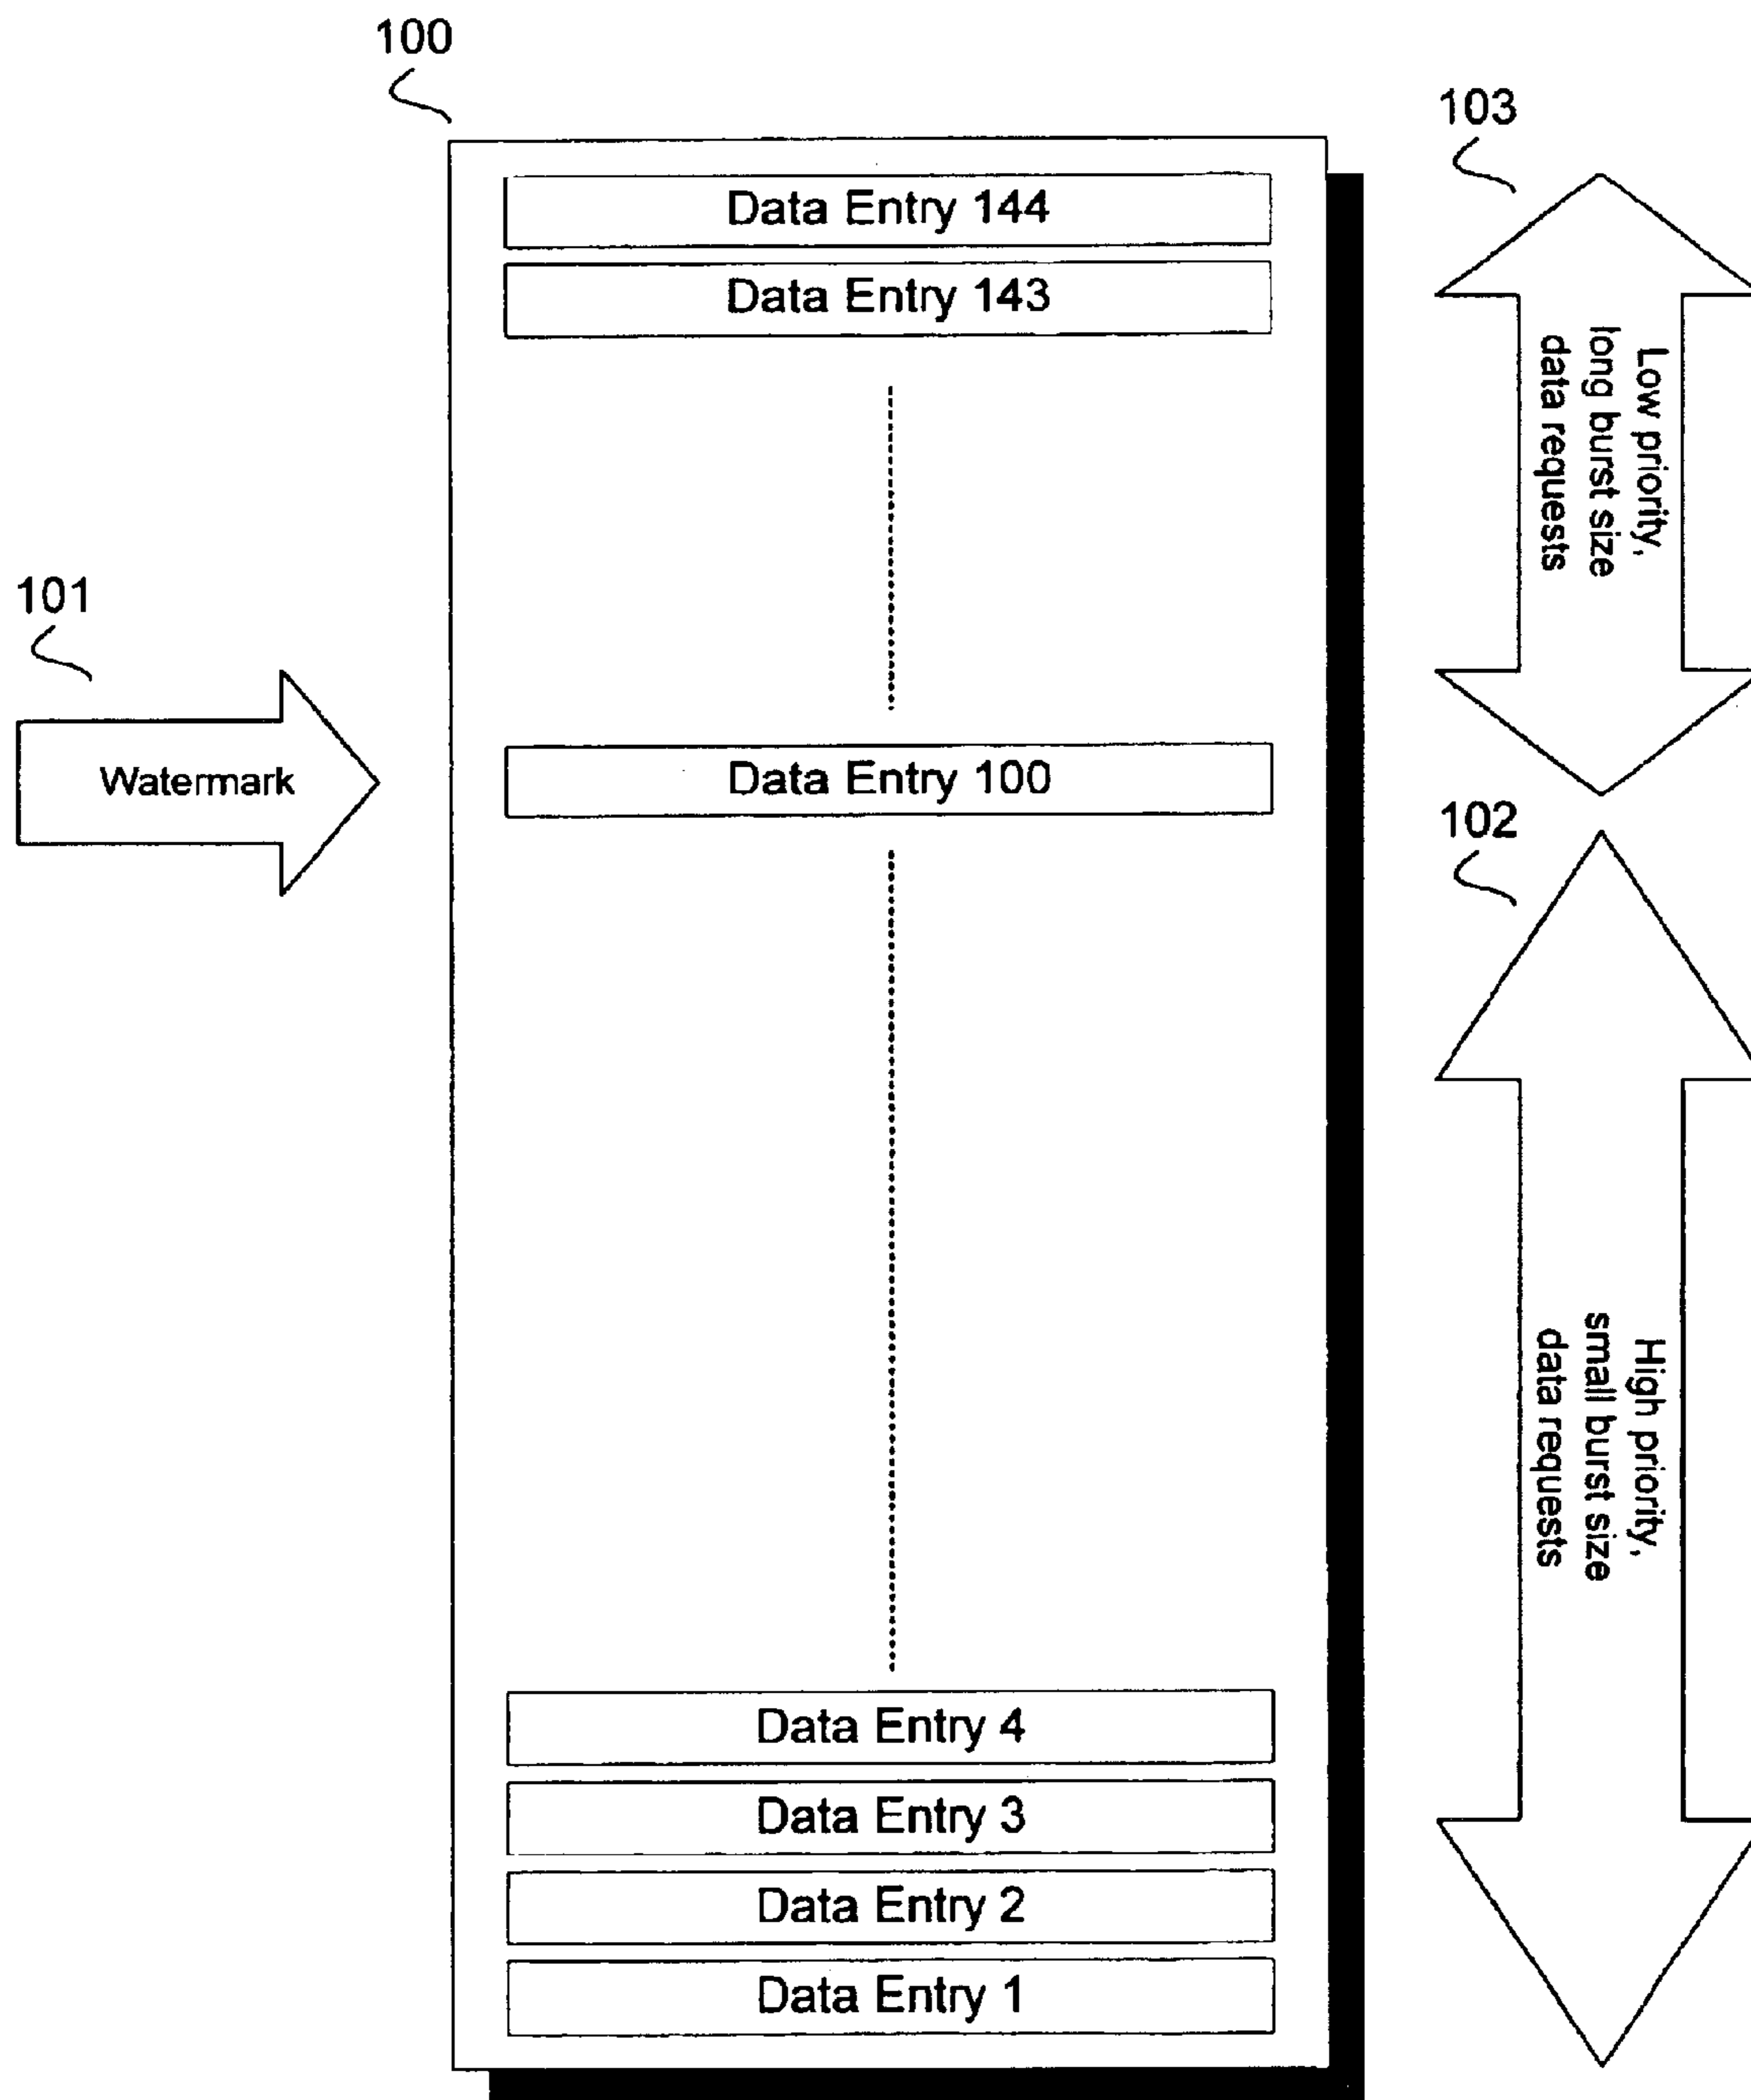 100
103
Data Entry 144
Data Entry 143
Low priority,
long burst size
data requests
101
Watermark
Data Entry 100
102
High priority,
small burst size
data requests
Data Entry 4
Data Entry 3
Data Entry 2
Data Entry 1